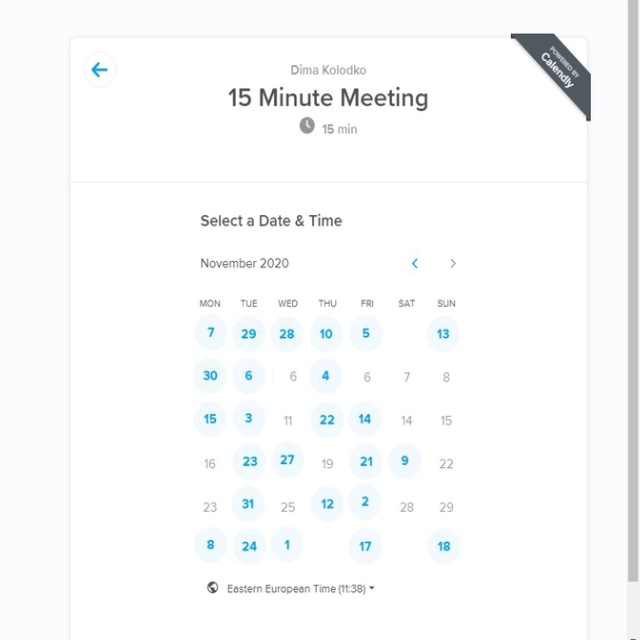 POWERED BY
Calendly
Dima Kolodko
15 Minute Meeting
15 min
Select a Date & Time
November 2020
MON TUE WED THU FRI SAT SUN
7 29 28 10 5 13
30 6 6 4 6 7 8
15 3 11 22 14 14 15
16 23 27 19 21 9 22
23 31 25 12 2 28 29
8 24 1 17 18
Eastern European Time (11:38)